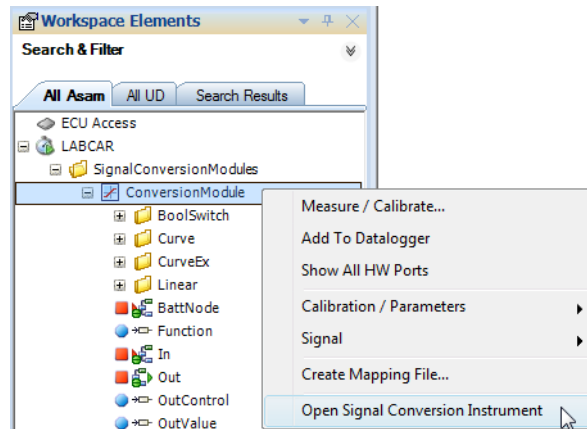 Workspace Elements
Search & Filter
All Asam All UD Search Results
ECU Access
LABCAR
SignalConversionModules
ConversionModule
BoolSwitch
Curve
CurveEx
Linear
BattNode
Function
In
Out
OutControl
OutValue
Measure / Calibrate...
Add To Datalogger
Show All HW Ports
Calibration / Parameters
Signal
Create Mapping File...
Open Signal Conversion Instrument